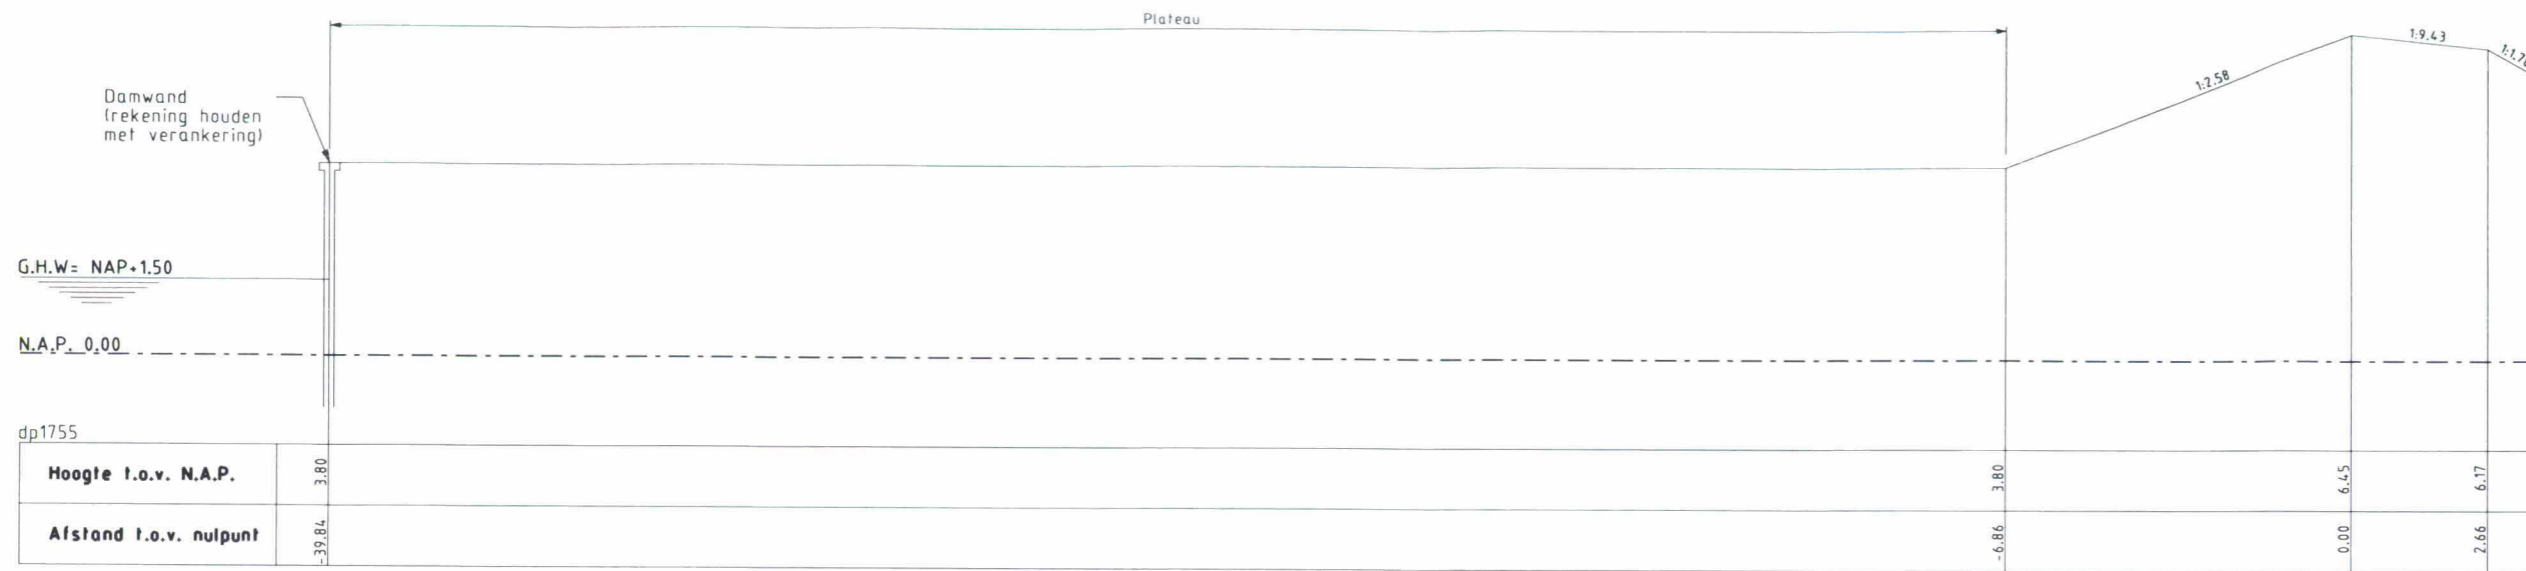 Plateau
1:9.43
1:2.58
Damwand
(rekening houden
met verankering)
G.H.W= NAP+1.50
N.A.P. 0.00
dp1755
Hoogte t.o.v. N.A.P. 3.80 3.80 6.45 6.17
Afstand t.o.v. nulpunt -39.84 -6.86 0.00 2.66